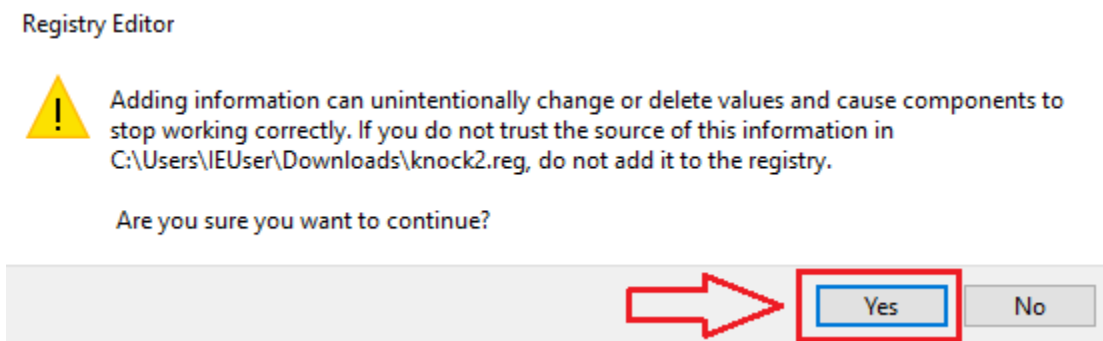 Registry Editor
Adding information can unintentionally change or delete values and cause components to
stop working correctly. If you do not trust the source of this information in
C:\Users\IEUser\Downloads\knock2.reg, do not add it to the registry.
Are you sure you want to continue?
Yes No